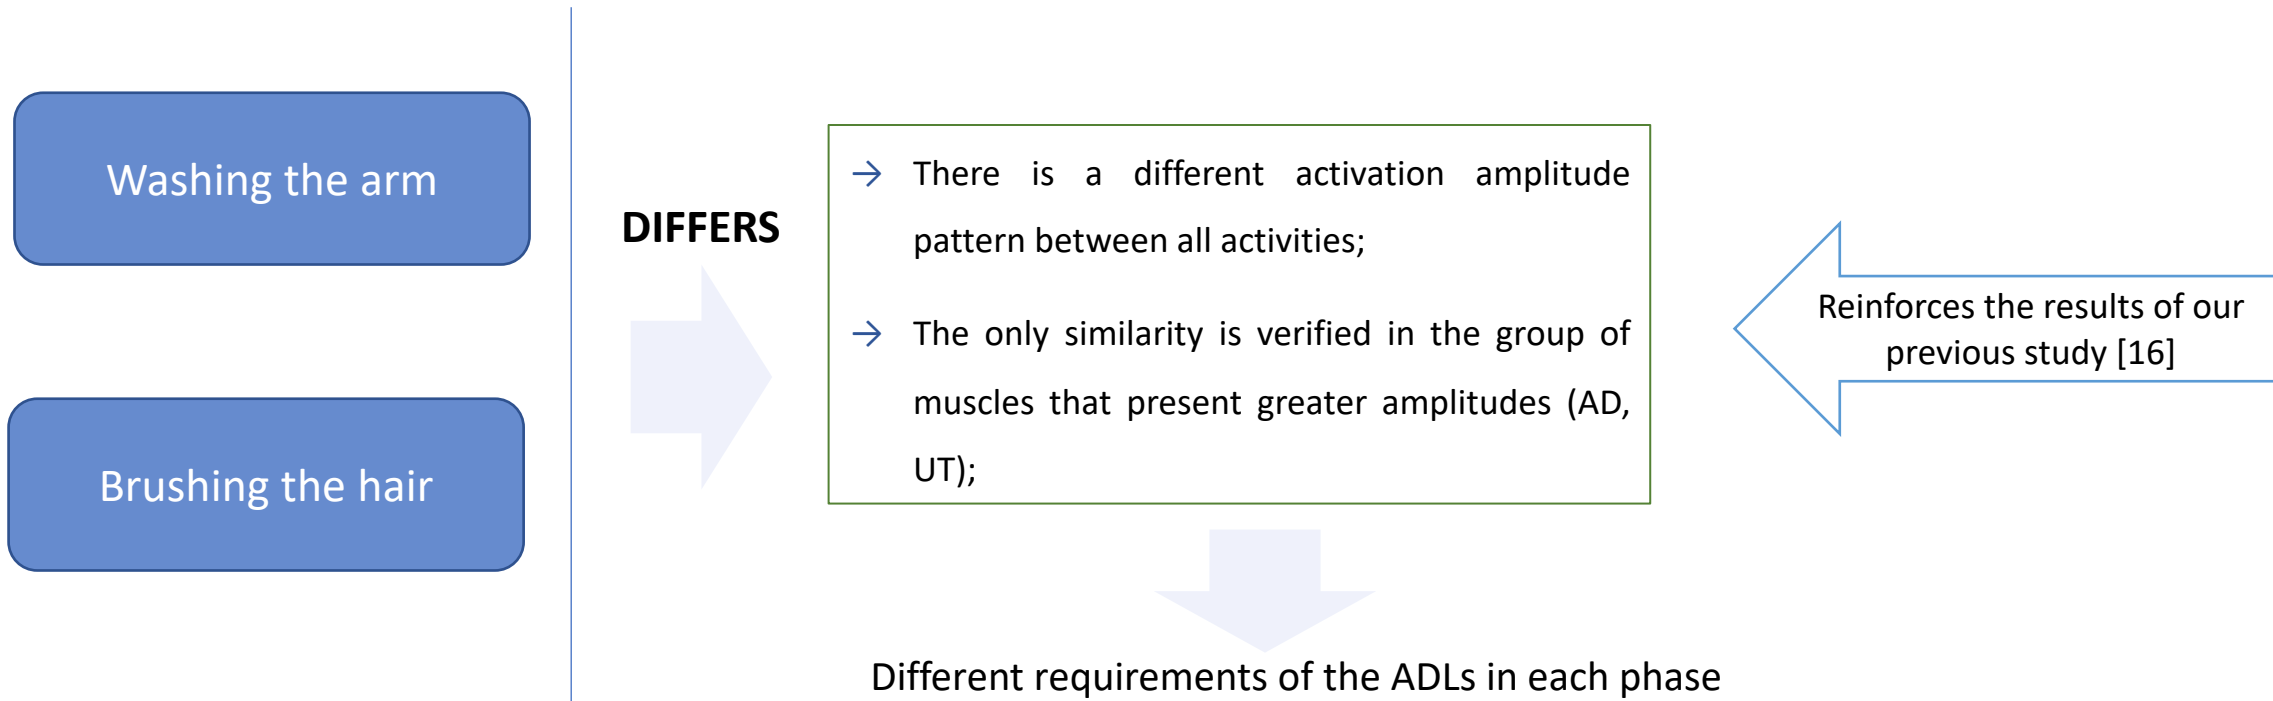 Washing the arm
Brushing the hair
DIFFERS
→ There is a different activation amplitude
pattern between all activities;
→ The only similarity is verified in the group of
muscles that present greater amplitudes (AD,
UT);
Reinforces the results of our
previous study [16]
Different requirements of the ADLs in each phase